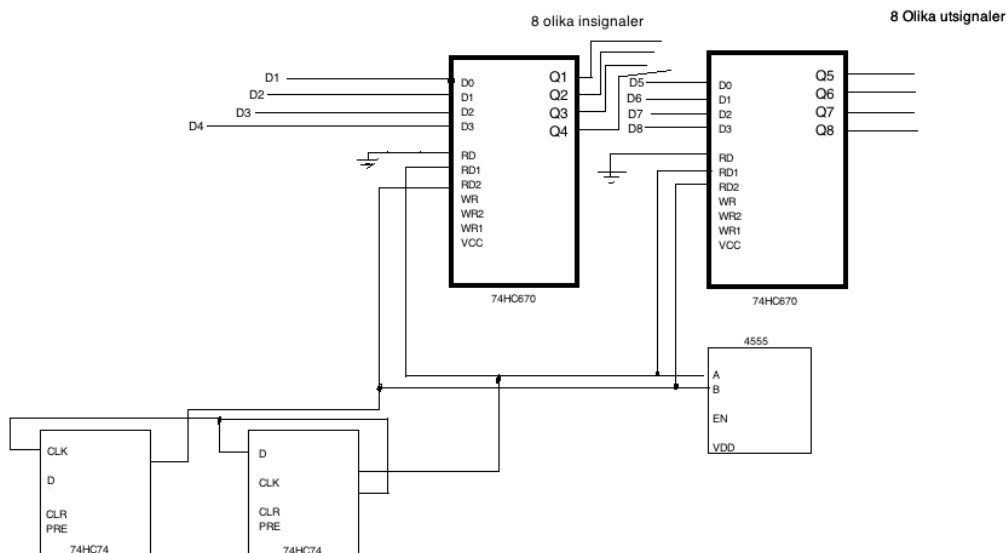 8 olika insignaler
8 Olika utsignaler
D1
D2
D3
D4
D0
D1
D2
D3
RD
RD1
RD2
WR
WR2
WR1
VCC
Q1
Q2
Q3
Q4
74HC670
D5
D6
D7
D8
D0
D1
D2
D3
RD
RD1
RD2
WR
WR2
WR1
VCC
Q5
Q6
Q7
Q8
74HC670
4555
A
B
EN
VDD
CLK
D
CLR
PRE
74HC74
D
CLK
CLR
PRE
74HC74